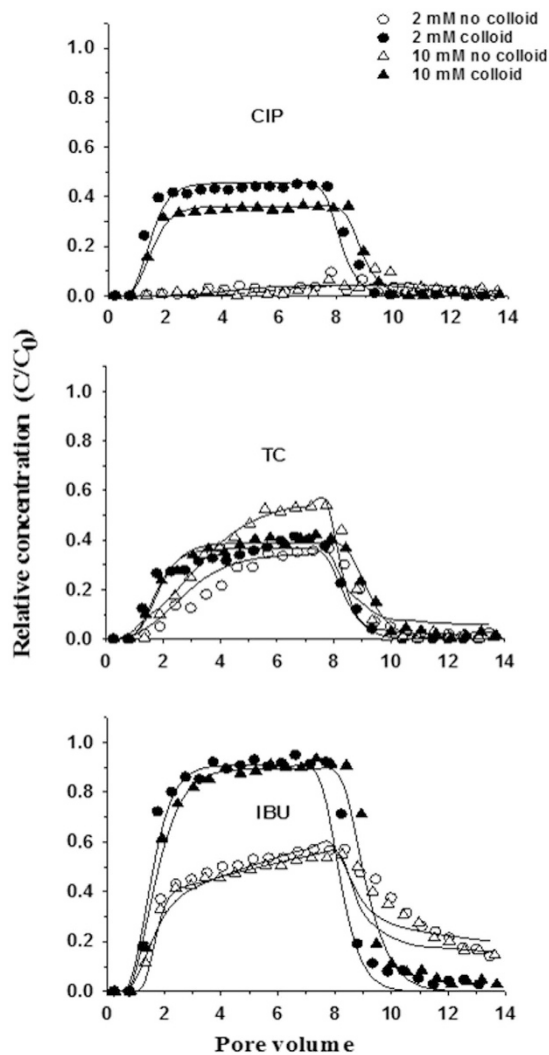 2 mM no colloid
2 mM colloid
10 mM no colloid
10 mM colloid
CIP
1.0
0.8
0.6
0.4
0.2
0.0
0 2 4 6 8 10 12 14
Relative concentration (C/C0)
TC
1.0
0.8
0.6
0.4
0.2
0.0
0 2 4 6 8 10 12 14
IBU
1.0
0.8
0.6
0.4
0.2
0.0
0 2 4 6 8 10 12 14
Pore volume